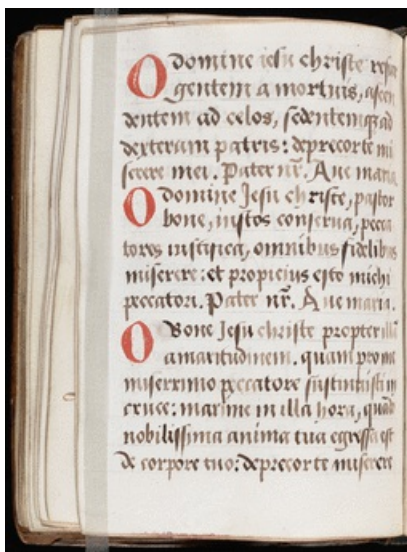 O domine iesu christe resur
gentem a mortuis, ascen
dentem ad celos, sedentemq3 ad
dexteram patris: deprecor te mi
serere mei. Pater nr̄. Aue maria
O domine Jesu christe, pastor
bone, iustos conserua, pecca
tores iustifica, omnibus fidelibus
miserere: et propicius esto michi
peccatori. Pater nr̄. Aue maria.
O Bone Jesu christe propter illā
amaritudinem. quam pro me
miserrimo peccatore sustinuisti in
cruce: maxime in illa hora, quādo
nobilissima anima tua egressa est
de corpore tuo: deprecor te miserere